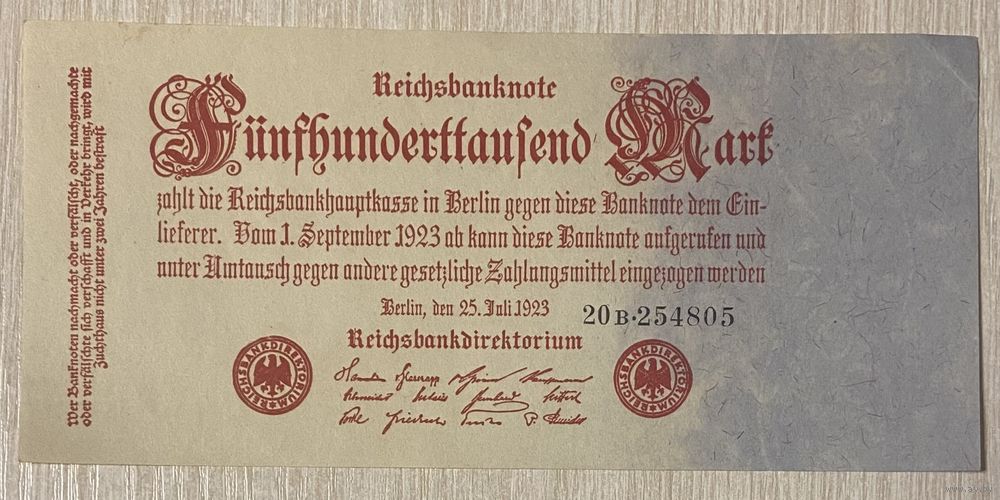 Reichsbanknote
Fünfhunderttausend Mark
zahlt die Reichsbankhauptkasse in Berlin gegen diese Banknote dem Ein-
lieferer. Vom 1. September 1923 ab kann diese Banknote aufgerufen und
unter Umtausch gegen andere gesetzliche Zahlungsmittel eingezogen werden
Berlin, den 25. Juli 1923
20B·254805
Reichsbankdirektorium
REICHSBANKDIREKTORIUM
REICHSBANKDIREKTORIUM
Wer Banknoten nachmacht oder verfälscht, oder nachgemachte
oder verfälschte sich verschafft und in Verkehr bringt, wird mit
Zuchthaus nicht unter zwei Jahren bestraft